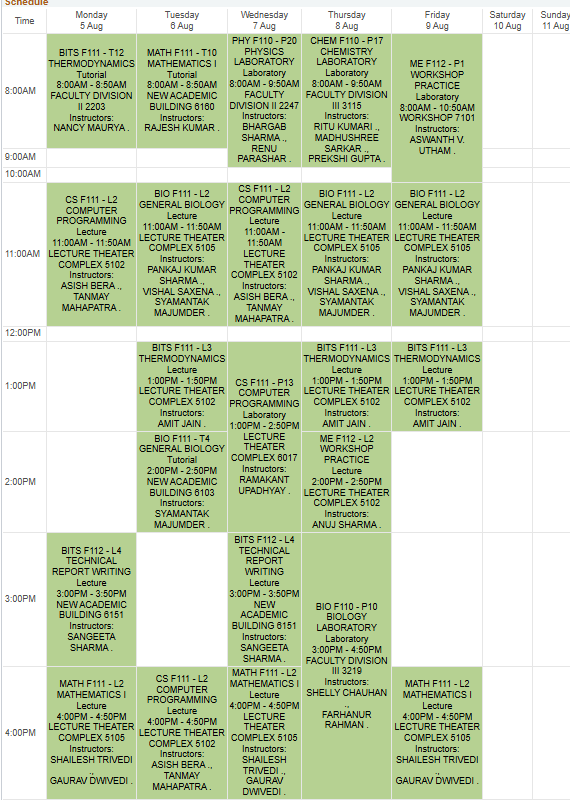 Schedule
Time
Monday
5 Aug
Tuesday
6 Aug
Wednesday
7 Aug
Thursday
8 Aug
Friday
9 Aug
Saturday
10 Aug
Sunday
11 Aug
8:00AM
BITS F111 - T12
THERMODYNAMICS
Tutorial
8:00AM - 8:50AM
FACULTY DIVISION
II 2203
Instructors:
NANCY MAURYA .
MATH F111 - T10
MATHEMATICS I
Tutorial
8:00AM - 8:50AM
NEW ACADEMIC
BUILDING 6160
Instructors:
RAJESH KUMAR .
PHY F110 - P20
PHYSICS
LABORATORY
Laboratory
8:00AM - 9:50AM
FACULTY
DIVISION II 2247
Instructors:
BHARGAB
SHARMA .,
RENU
PARASHAR .
CHEM F110 - P17
CHEMISTRY
LABORATORY
Laboratory
8:00AM - 9:50AM
FACULTY DIVISION
III 3115
Instructors:
RITU KUMARI .,
MADHUSHREE
SARKAR .,
PREKSHI GUPTA .
ME F112 - P1
WORKSHOP
PRACTICE
Laboratory
8:00AM - 10:50AM
WORKSHOP 7101
Instructors:
ASWANTH V.
UTHAM .
9:00AM
10:00AM
11:00AM
CS F111 - L2
COMPUTER
PROGRAMMING
Lecture
11:00AM - 11:50AM
LECTURE THEATER
COMPLEX 5102
Instructors:
ASISH BERA .,
TANMAY
MAHAPATRA .
BIO F111 - L2
GENERAL BIOLOGY
Lecture
11:00AM - 11:50AM
LECTURE THEATER
COMPLEX 5105
Instructors:
PANKAJ KUMAR
SHARMA .,
VISHAL SAXENA .,
SYAMANTAK
MAJUMDER .
CS F111 - L2
COMPUTER
PROGRAMMING
Lecture
11:00AM -
11:50AM
LECTURE
THEATER
COMPLEX 5102
Instructors:
ASISH BERA .,
TANMAY
MAHAPATRA .
BIO F111 - L2
GENERAL BIOLOGY
Lecture
11:00AM - 11:50AM
LECTURE THEATER
COMPLEX 5105
Instructors:
PANKAJ KUMAR
SHARMA .,
VISHAL SAXENA .,
SYAMANTAK
MAJUMDER .
BIO F111 - L2
GENERAL BIOLOGY
Lecture
11:00AM - 11:50AM
LECTURE THEATER
COMPLEX 5105
Instructors:
PANKAJ KUMAR
SHARMA .,
VISHAL SAXENA .,
SYAMANTAK
MAJUMDER .
12:00PM
1:00PM
BITS F111 - L3
THERMODYNAMICS
Lecture
1:00PM - 1:50PM
LECTURE THEATER
COMPLEX 5102
Instructors:
AMIT JAIN .
CS F111 - P13
COMPUTER
PROGRAMMING
Laboratory
1:00PM - 2:50PM
LECTURE
THEATER
COMPLEX 6017
Instructors:
RAMAKANT
UPADHYAY .
BITS F111 - L3
THERMODYNAMICS
Lecture
1:00PM - 1:50PM
LECTURE THEATER
COMPLEX 5102
Instructors:
AMIT JAIN .
BITS F111 - L3
THERMODYNAMICS
Lecture
1:00PM - 1:50PM
LECTURE THEATER
COMPLEX 5102
Instructors:
AMIT JAIN .
2:00PM
BIO F111 - T4
GENERAL BIOLOGY
Tutorial
2:00PM - 2:50PM
NEW ACADEMIC
BUILDING 6103
Instructors:
SYAMANTAK
MAJUMDER .
ME F112 - L2
WORKSHOP
PRACTICE
Lecture
2:00PM - 2:50PM
LECTURE THEATER
COMPLEX 5102
Instructors:
ANUJ SHARMA .
3:00PM
BITS F112 - L4
TECHNICAL
REPORT WRITING
Lecture
3:00PM - 3:50PM
NEW ACADEMIC
BUILDING 6151
Instructors:
SANGEETA
SHARMA .
BITS F112 - L4
TECHNICAL
REPORT
WRITING
Lecture
3:00PM - 3:50PM
NEW
ACADEMIC
BUILDING 6151
Instructors:
SANGEETA
SHARMA .
BIO F110 - P10
BIOLOGY
LABORATORY
Laboratory
3:00PM - 4:50PM
FACULTY DIVISION
III 3219
Instructors:
SHELLY CHAUHAN
.,
FARHANUR
RAHMAN .
4:00PM
MATH F111 - L2
MATHEMATICS I
Lecture
4:00PM - 4:50PM
LECTURE THEATER
COMPLEX 5105
Instructors:
SHAILESH TRIVEDI
.,
GAURAV DWIVEDI .
CS F111 - L2
COMPUTER
PROGRAMMING
Lecture
4:00PM - 4:50PM
LECTURE THEATER
COMPLEX 5102
Instructors:
ASISH BERA .,
TANMAY
MAHAPATRA .
MATH F111 - L2
MATHEMATICS I
Lecture
4:00PM - 4:50PM
LECTURE
THEATER
COMPLEX 5105
Instructors:
SHAILESH
TRIVEDI .,
GAURAV
DWIVEDI .
MATH F111 - L2
MATHEMATICS I
Lecture
4:00PM - 4:50PM
LECTURE THEATER
COMPLEX 5105
Instructors:
SHAILESH TRIVEDI
.,
GAURAV DWIVEDI .